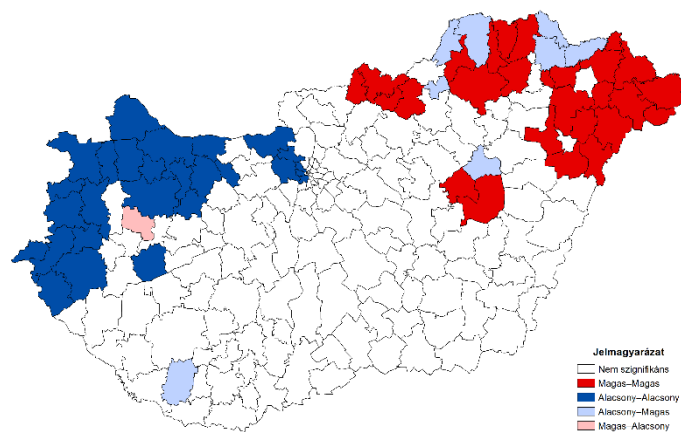 Jelmagyarázat
Nem szignifikáns
Magas–Magas
Alacsony–Alacsony
Alacsony–Magas
Magas–Alacsony